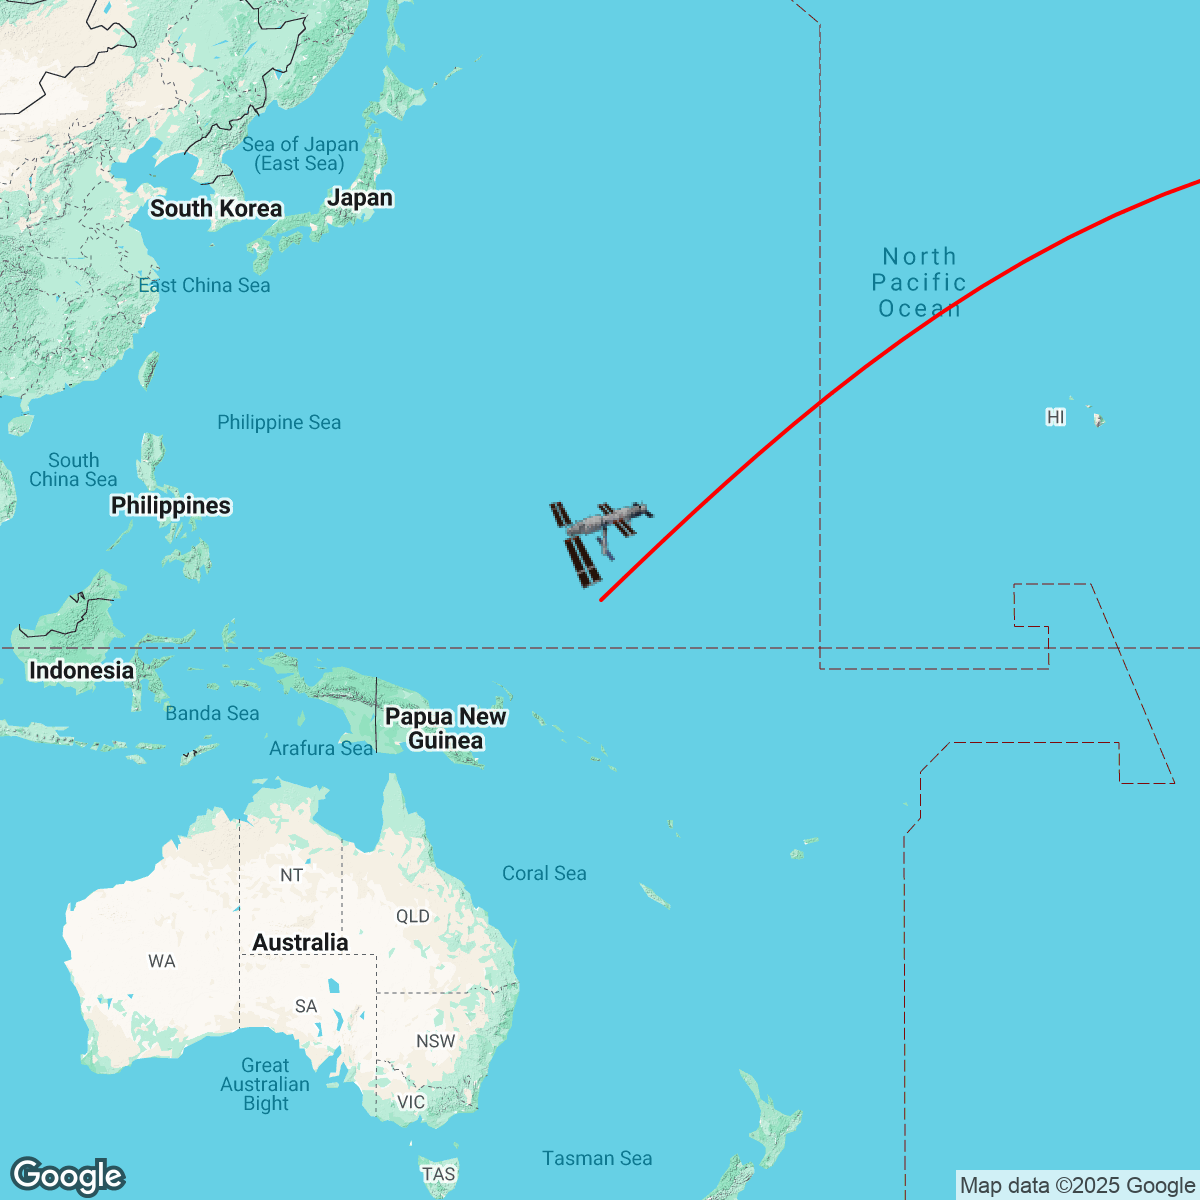 Sea of Japan
(East Sea)
Japan
South Korea
North
Pacific
Ocean
East China Sea
HI
Philippine Sea
South
China Sea
Philippines
Indonesia
Banda Sea
Papua New
Guinea
Arafura Sea
NT
Coral Sea
QLD
Australia
WA
SA
NSW
Great
Australian
Bight
VIC
Tasman Sea
TAS
Google
Map data ©2025 Google